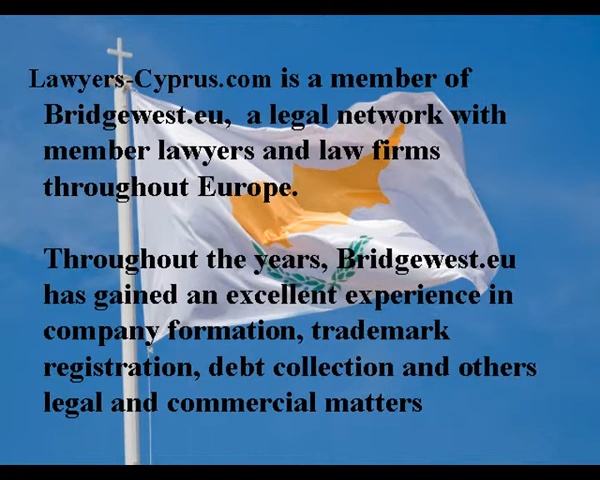 Lawyers-Cyprus.com is a member of
Bridgewest.eu, a legal network with
member lawyers and law firms
throughout Europe.
Throughout the years, Bridgewest.eu
has gained an excellent experience in
company formation, trademark
registration, debt collection and others
legal and commercial matters